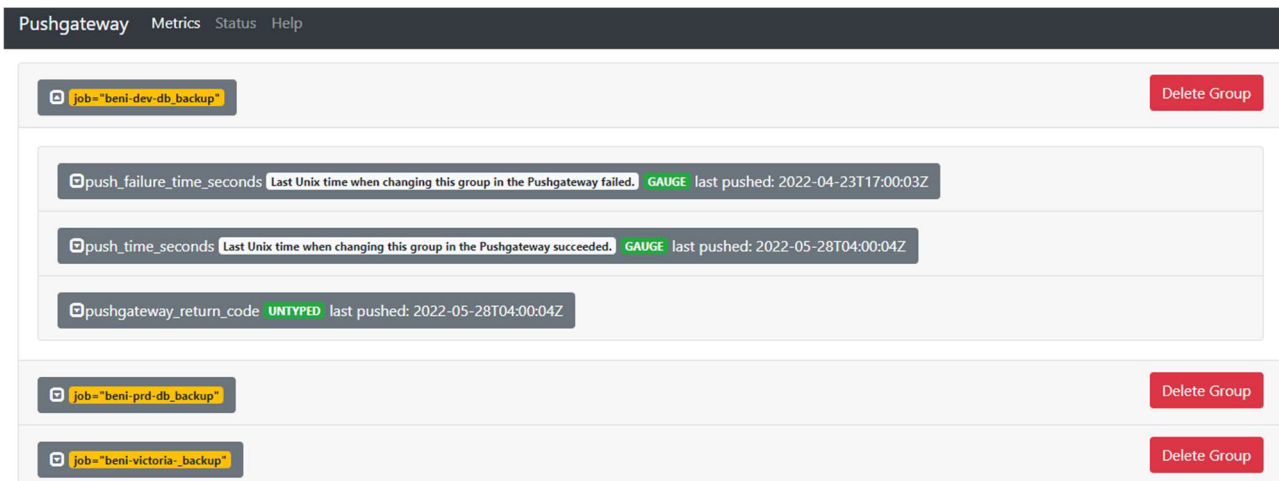 Pushgateway Metrics Status Help
job="beni-dev-db_backup" Delete Group
push_failure_time_seconds Last Unix time when changing this group in the Pushgateway failed. GAUGE last pushed: 2022-04-23T17:00:03Z
push_time_seconds Last Unix time when changing this group in the Pushgateway succeeded. GAUGE last pushed: 2022-05-28T04:00:04Z
pushgateway_return_code UNTYPED last pushed: 2022-05-28T04:00:04Z
job="beni-prd-db_backup" Delete Group
job="beni-victoria-_backup" Delete Group